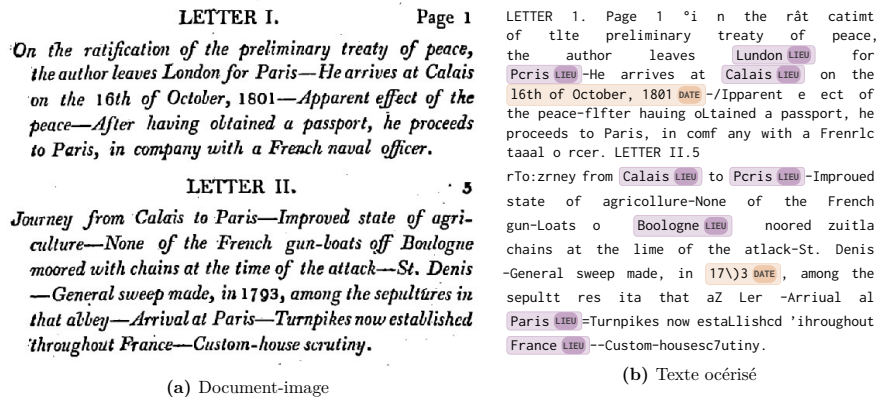 LETTER I. Page 1
On the ratification of the preliminary treaty of peace,
the author leaves London for Paris—He arrives at Calais
on the 16th of October, 1801—Apparent effect of the
peace—After having obtained a passport, he proceeds
to Paris, in company with a French naval officer.
LETTER II. 5
Journey from Calais to Paris—Improved state of agri-
culture—None of the French gun-boats off Boulogne
moored with chains at the time of the attack—St. Denis
—General sweep made, in 1793, among the sepultures in
that abbey—Arrival at Paris—Turnpikes now established
throughout France—Custom-house scrutiny.
(a) Document-image
LETTER 1. Page 1 °i n the rât catimt
of tlte preliminary treaty of peace,
the author leaves Lundon LIEU for
Pcris LIEU -He arrives at Calais LIEU on the
l6th of October, 1801 DATE -/Ipparent e ect of
the peace-flfter hauing oLtained a passport, he
proceeds to Paris, in comf any with a Frenrlc
taaal o rcer. LETTER II.5
rTo:zrney from Calais LIEU to Pcris LIEU -Improued
state of agricollure-None of the French
gun-Loats o Boologne LIEU noored zuitla
chains at the lime of the atlack-St. Denis
-General sweep made, in 17\)3 DATE , among the
sepultt res ita that aZ Ler -Arriual al
Paris LIEU =Turnpikes now estaLlishcd 'ihroughout
France LIEU --Custom-housesc7utiny.
(b) Texte océrisé